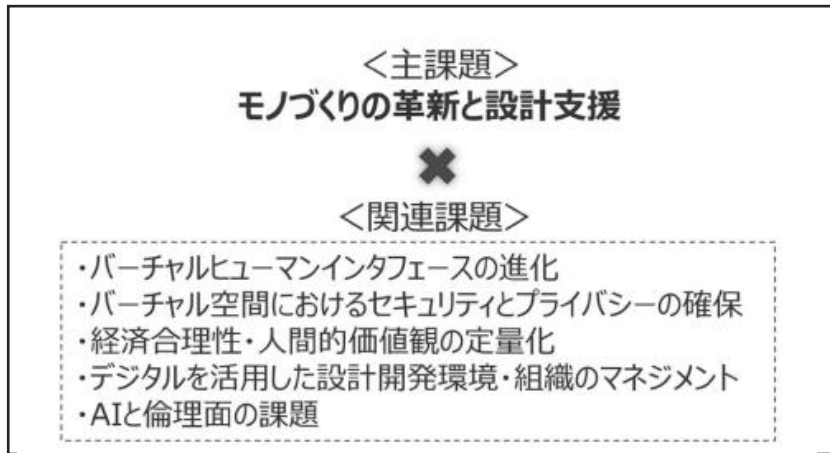 ＜主課題＞
モノづくりの革新と設計支援
✖
＜関連課題＞
・バーチャルヒューマンインタフェースの進化
・バーチャル空間におけるセキュリティとプライバシーの確保
・経済合理性・人間的価値観の定量化
・デジタルを活用した設計開発環境・組織のマネジメント
・AIと倫理面の課題